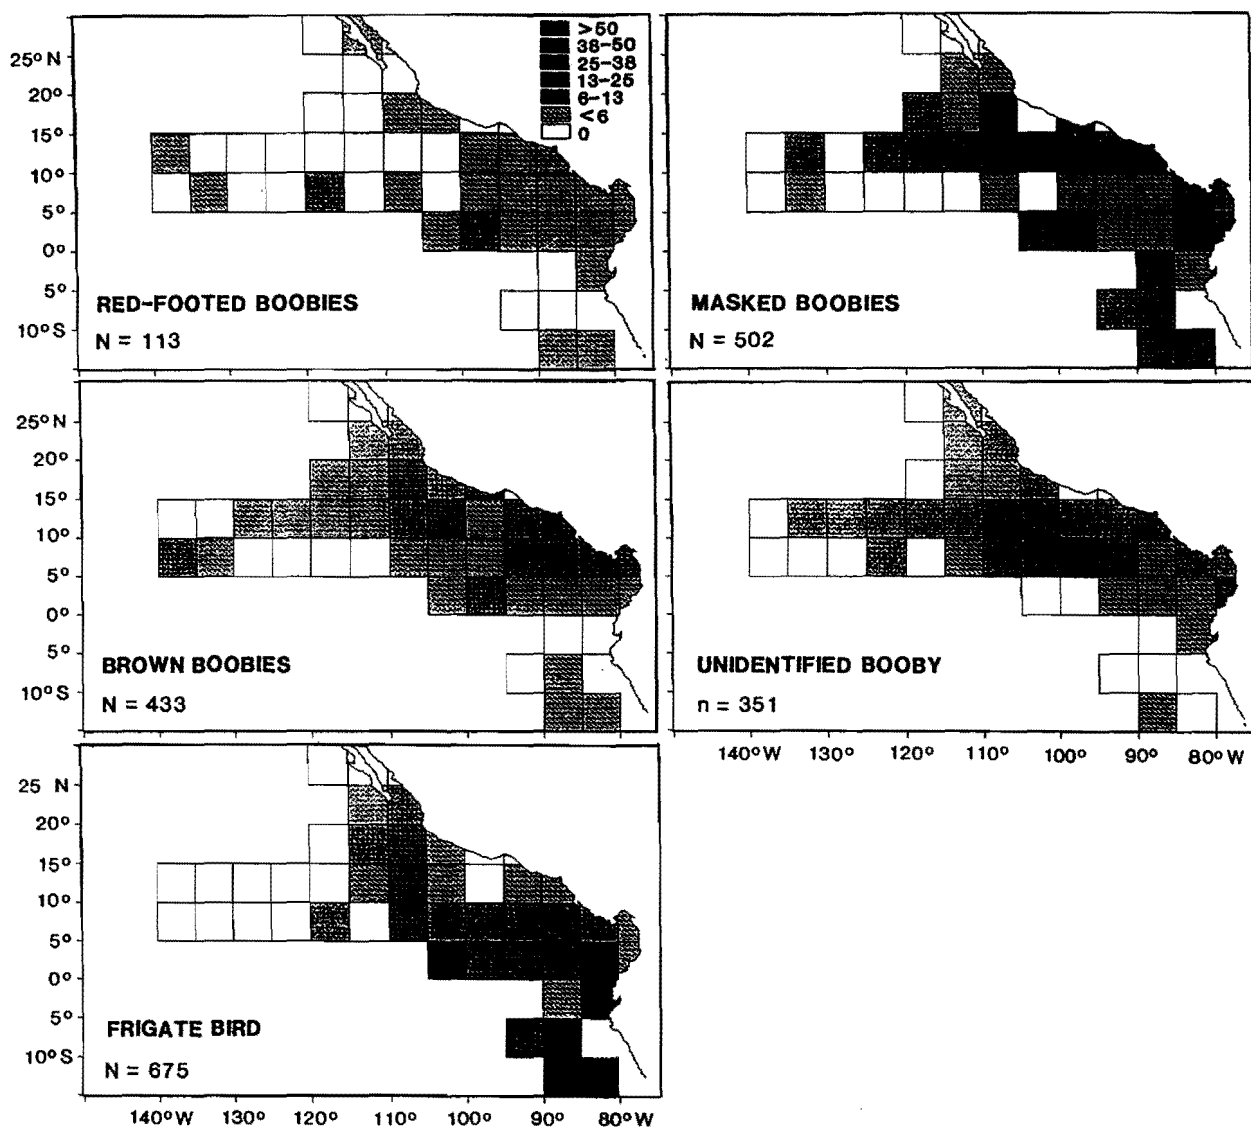 >50
38-50
25-38
13-25
6-13
<6
0
25° N
20°
15°
10°
5°
0°
5°
10° S
RED-FOOTED BOOBIES
N = 113
MASKED BOOBIES
N = 502
25° N
20°
15°
10°
5°
0°
5°
10° S
BROWN BOOBIES
N = 433
UNIDENTIFIED BOOBY
n = 351
140° W 130° 120° 110° 100° 90° 80° W
25 N
20°
15°
10°
5°
0°
5°
10° S
FRIGATE BIRD
N = 675
140° W 130° 120° 110° 100° 90° 80° W